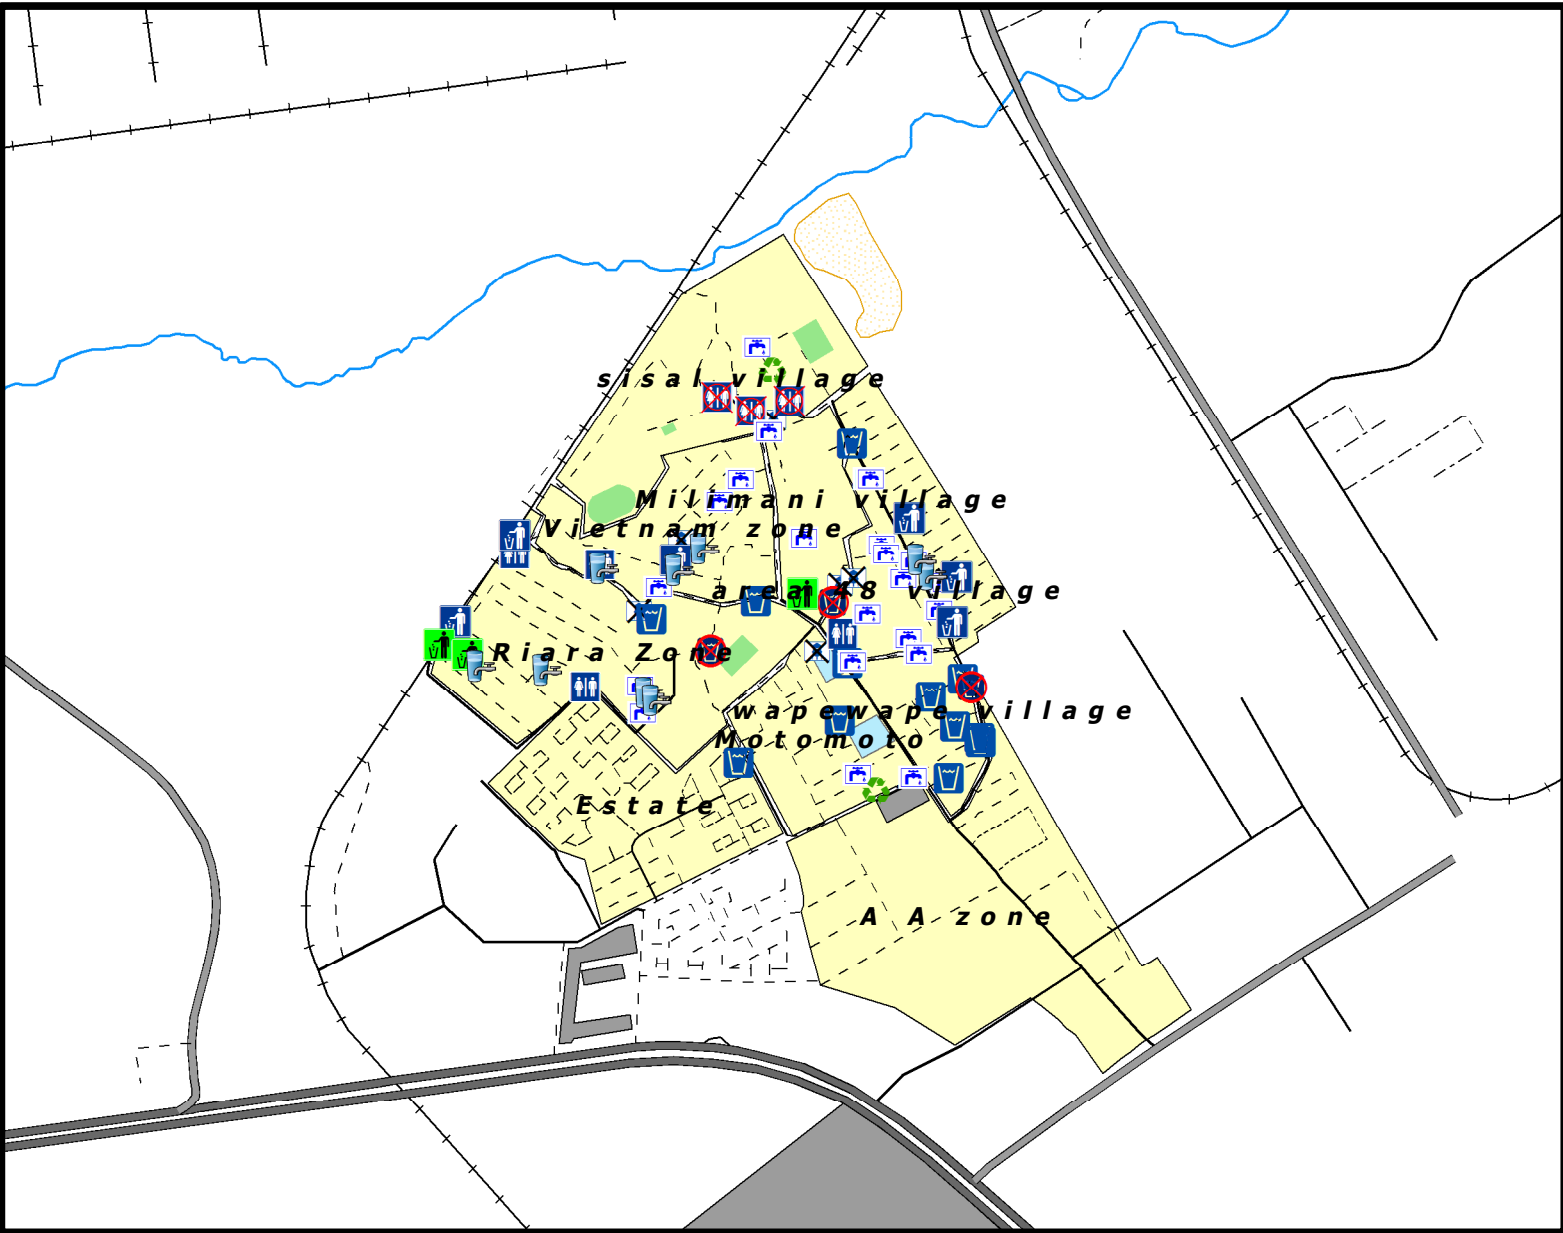 sisal village
Milimani village
Vietnam zone
area 48 village
Riara Zone
wapewape village
Motomoto
Estate
A A zone